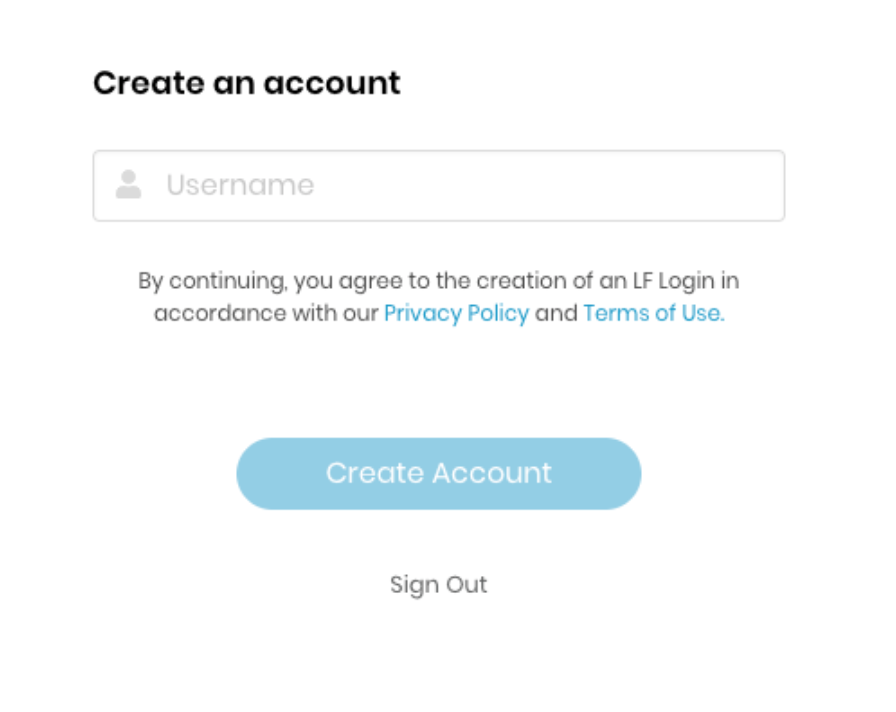 Create an account
Username
By continuing, you agree to the creation of an LF Login in
accordance with our Privacy Policy and Terms of Use.
Create Account
Sign Out